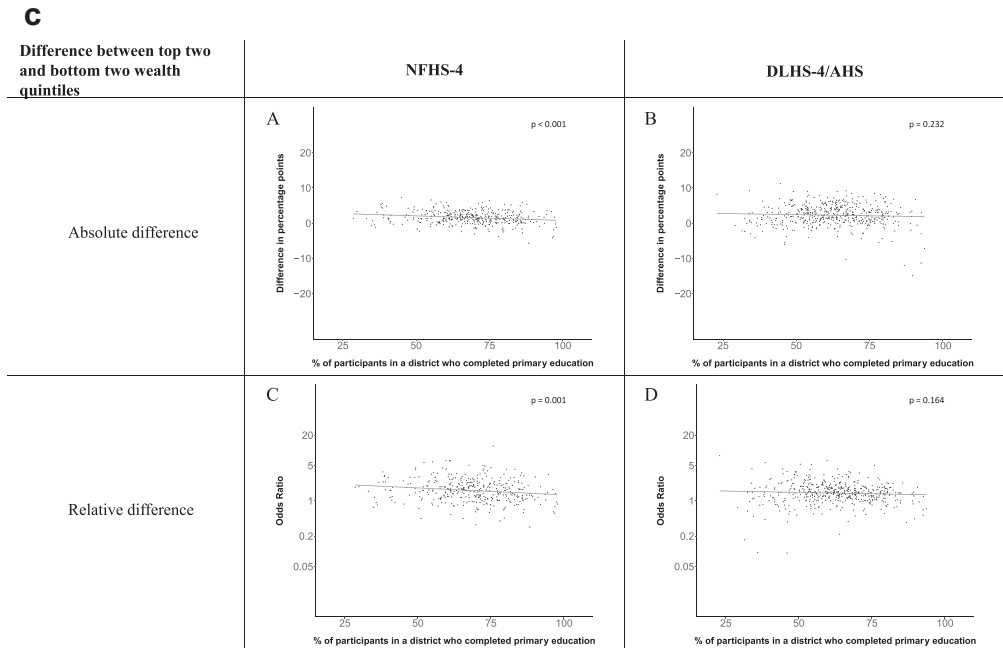 C
Difference between top two
and bottom two wealth
quintiles
NFHS-4
DLHS-4/AHS
Absolute difference
A
p < 0.001
Difference in percentage points
20
10
0
−10
−20
25 50 75 100
% of participants in a district who completed primary education
B
p = 0.232
Difference in percentage points
20
10
0
−10
−20
25 50 75 100
% of participants in a district who completed primary education
Relative difference
C
p = 0.001
Odds Ratio
20
5
1
0.2
0.05
25 50 75 100
% of participants in a district who completed primary education
D
p = 0.164
Odds Ratio
20
5
1
0.2
0.05
25 50 75 100
% of participants in a district who completed primary education